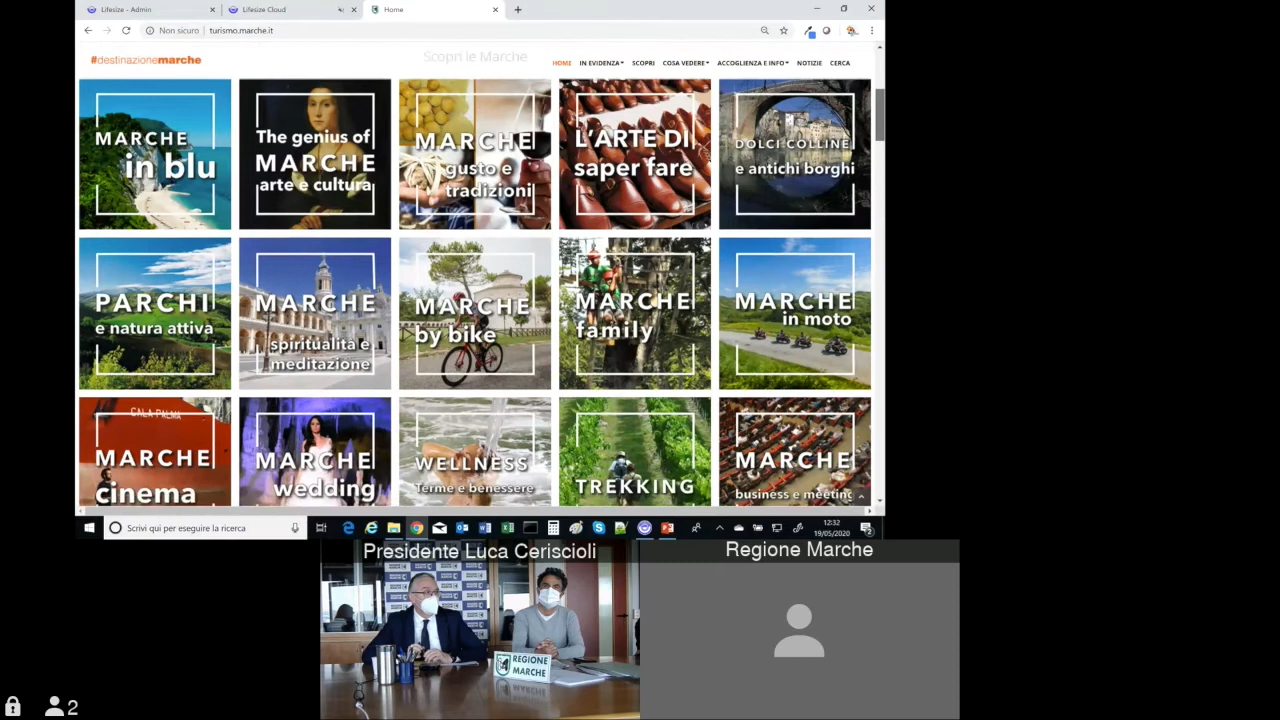 Lifesize - Admin
Lifesize Cloud
Home
Non sicuro
turismo.marche.it
#destinazionemarche
Scopri le Marche
HOME
IN EVIDENZA
SCOPRI
COSA VEDERE
ACCOGLIENZA E INFO
NOTIZIE
CERCA
MARCHE
in blu
The genius of
MARCHE
arte e cultura
MARCHE
gusto e
tradizioni
L'ARTE DI
saper fare
DOLCI COLLINE
e antichi borghi
PARCHI
e natura attiva
MARCHE
spiritualità e
meditazione
MARCHE
by bike
MARCHE
family
MARCHE
in moto
CALA PALMA
MARCHE
cinema
MARCHE
wedding
WELLNESS
Terme e benessere
TREKKING
MARCHE
business e meeting
Scrivi qui per eseguire la ricerca
12:32
19/05/2020
2
Presidente Luca Ceriscioli
Regione Marche
REGIONE
MARCHE
2